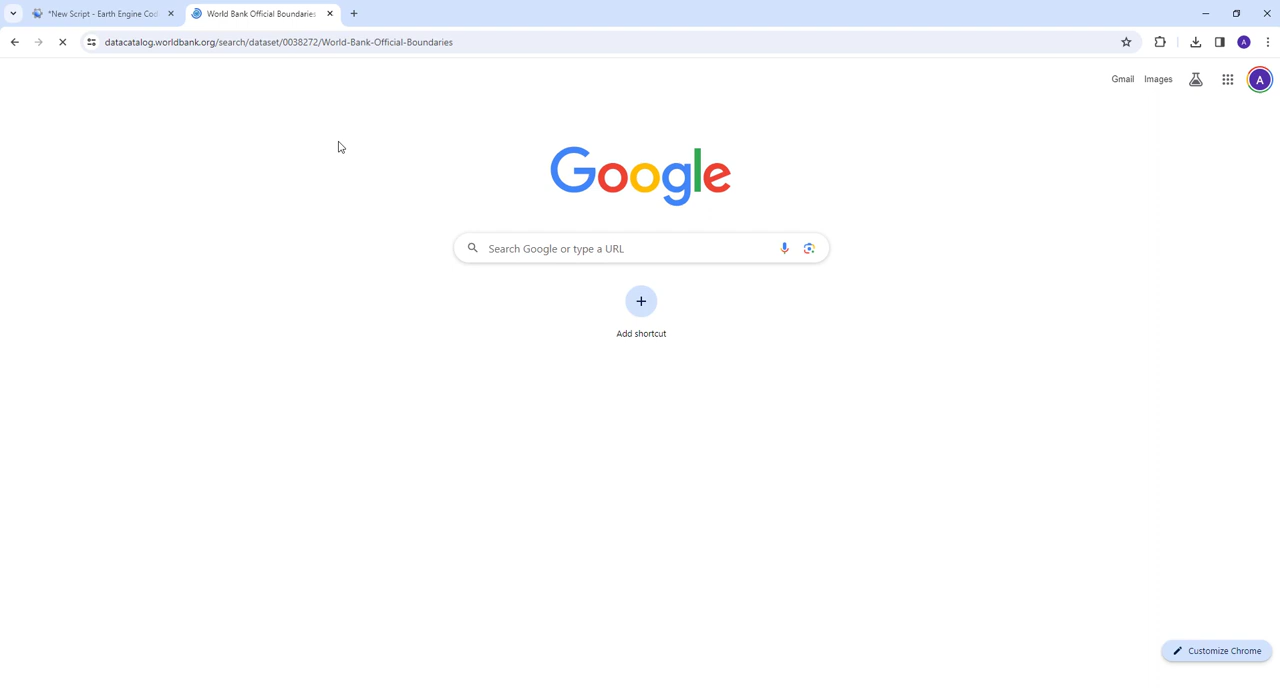 *New Script - Earth Engine Cod
World Bank Official Boundaries
datacatalog.worldbank.org/search/dataset/0038272/World-Bank-Official-Boundaries
A
Gmail
Images
A
Google
Search Google or type a URL
Add shortcut
Customize Chrome